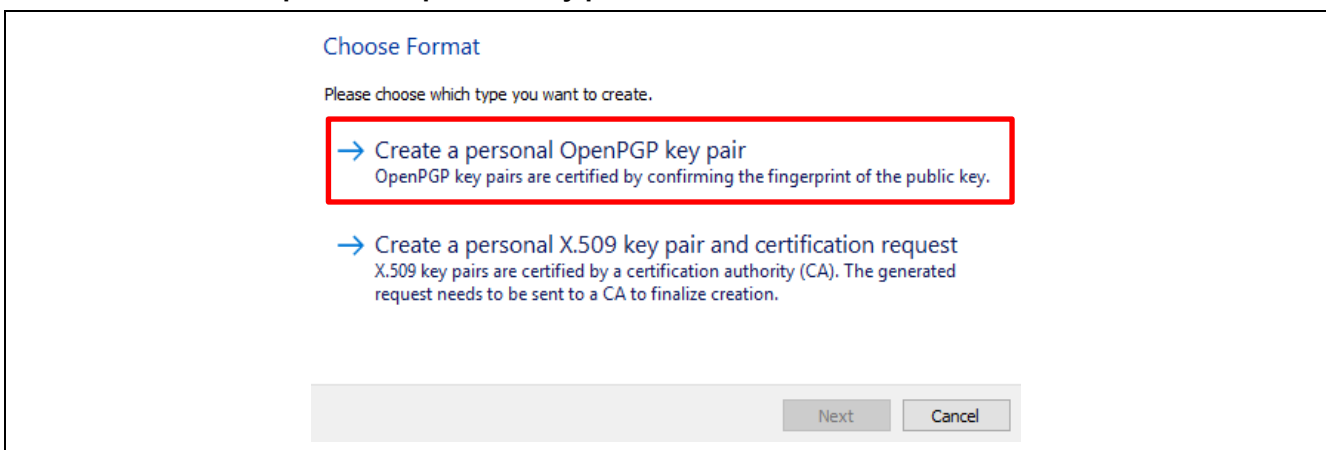 Choose Format
Please choose which type you want to create.
→ Create a personal OpenPGP key pair
OpenPGP key pairs are certified by confirming the fingerprint of the public key.
→ Create a personal X.509 key pair and certification request
X.509 key pairs are certified by a certification authority (CA). The generated
request needs to be sent to a CA to finalize creation.
Next Cancel